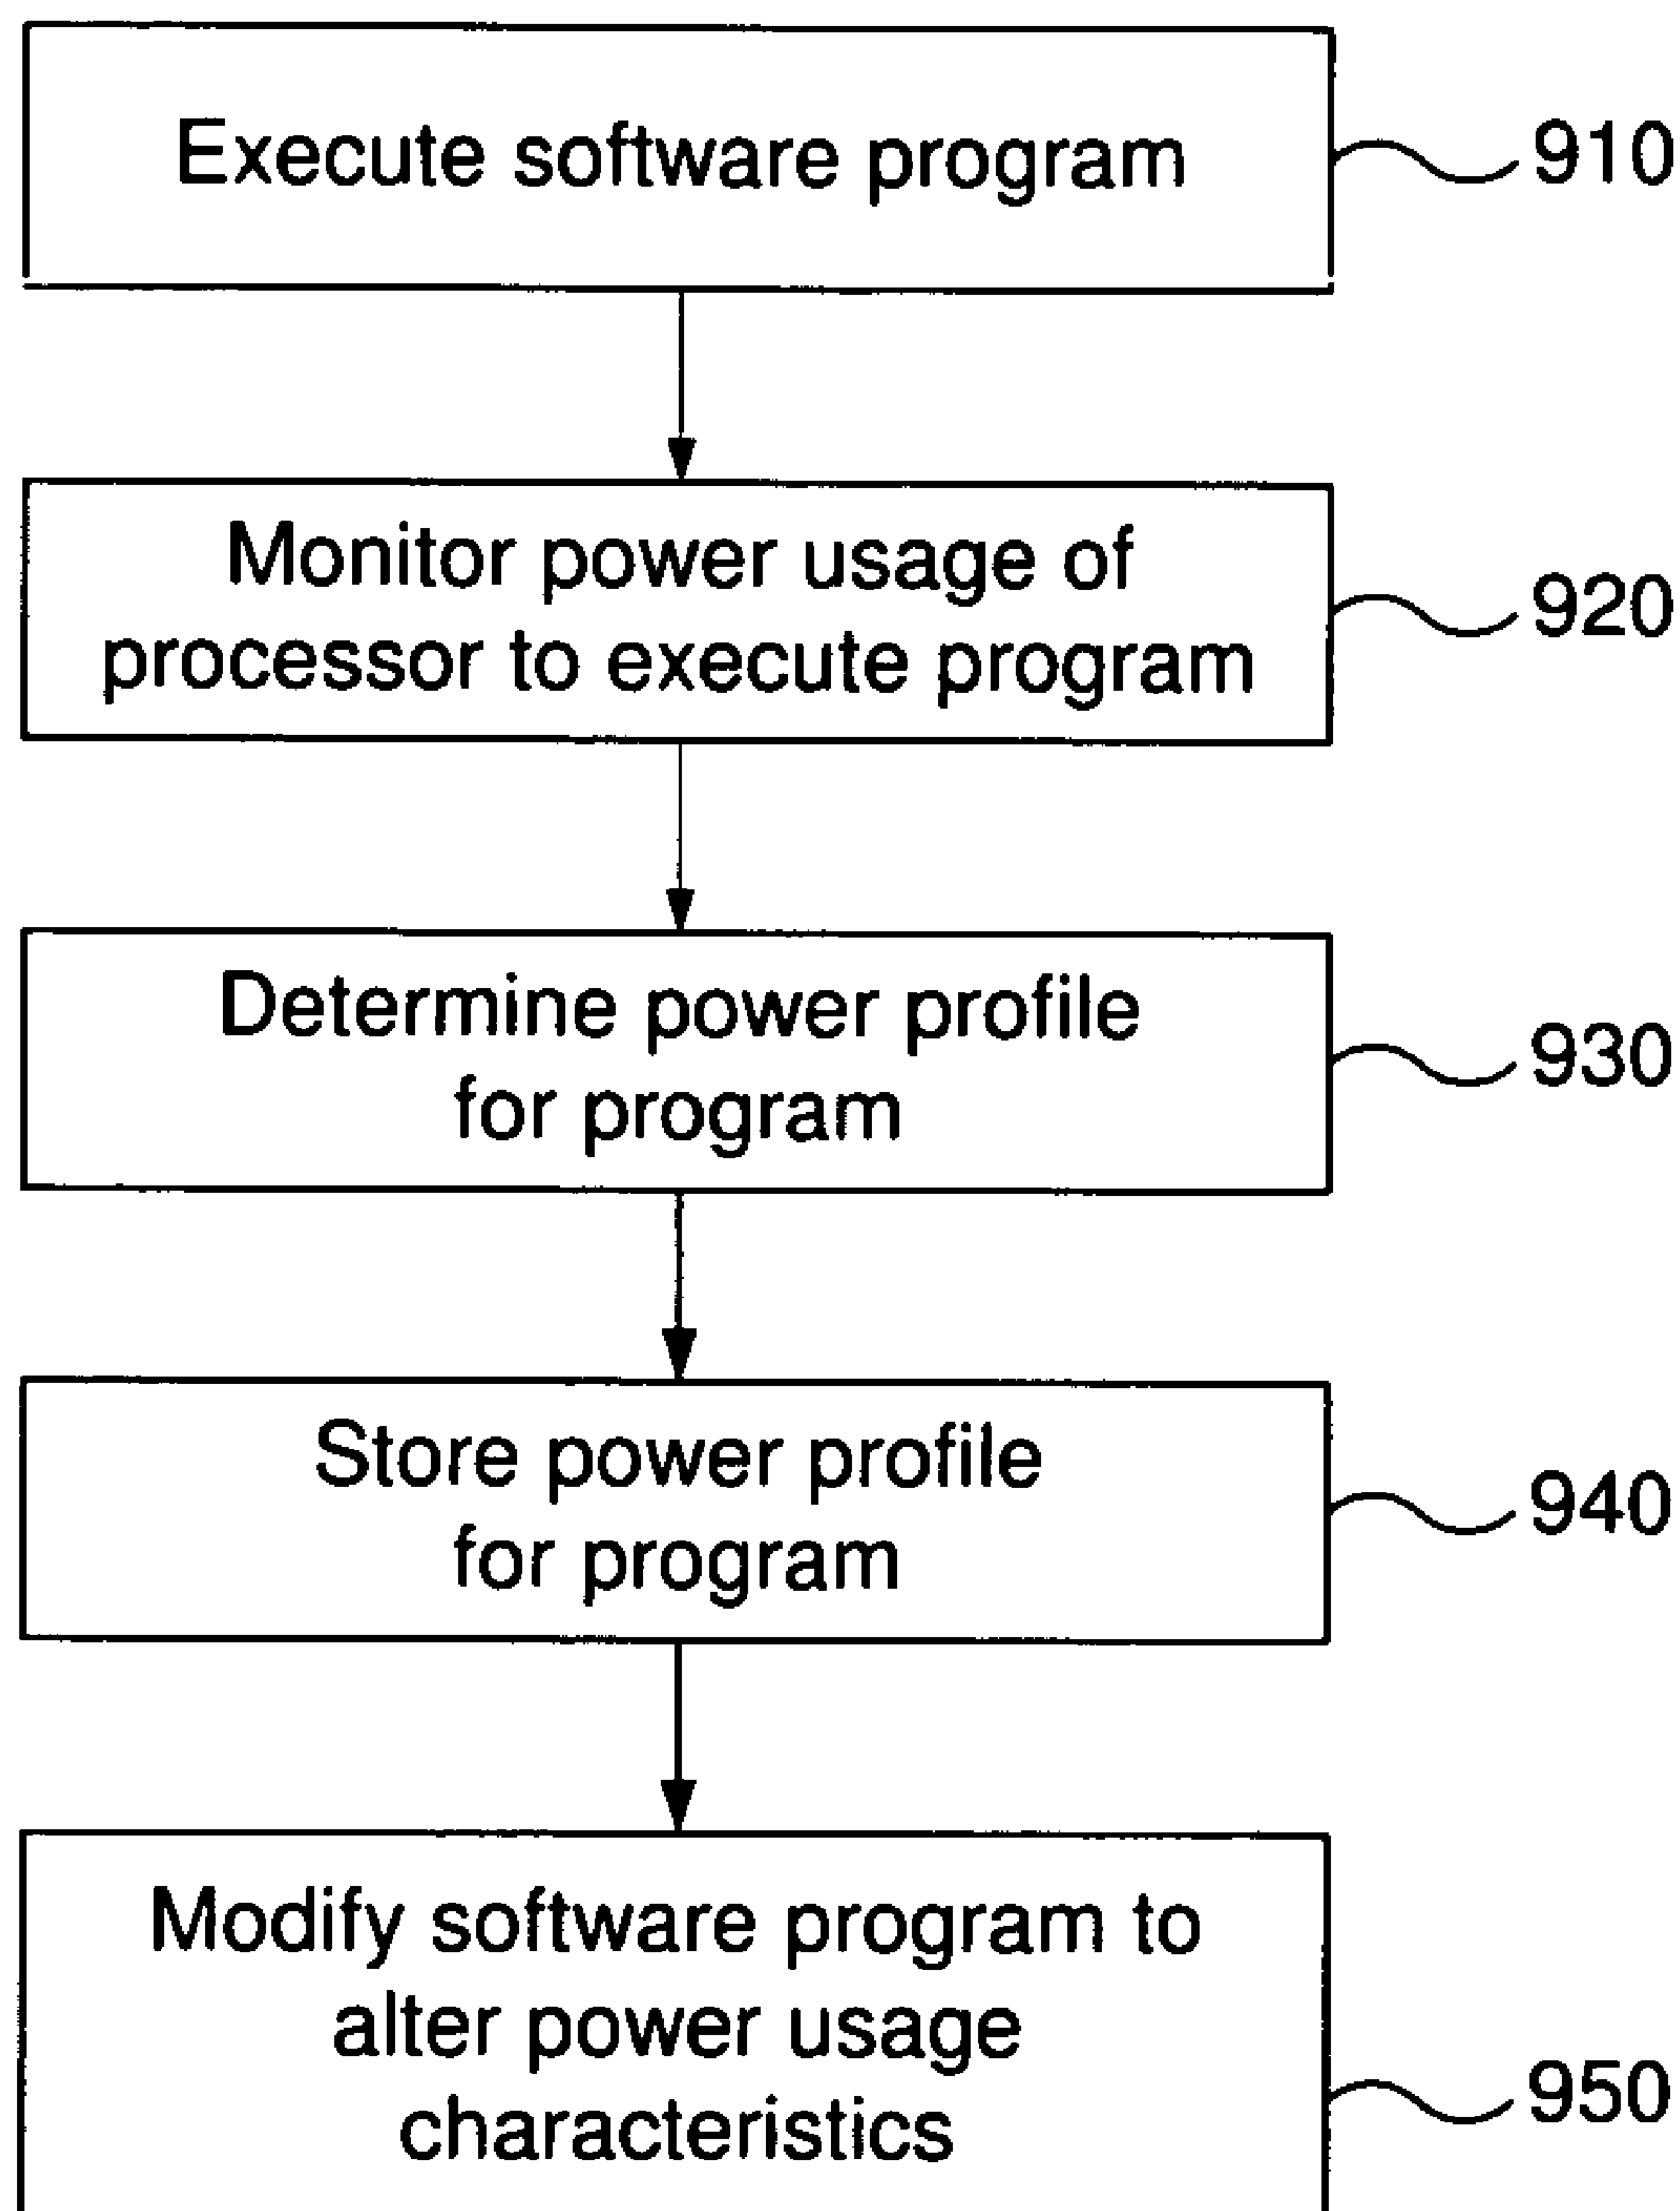 Execute software program
910
Monitor power usage of
processor to execute program
920
Determine power profile
for program
930
Store power profile
for program
940
Modify software program to
alter power usage
characteristics
950